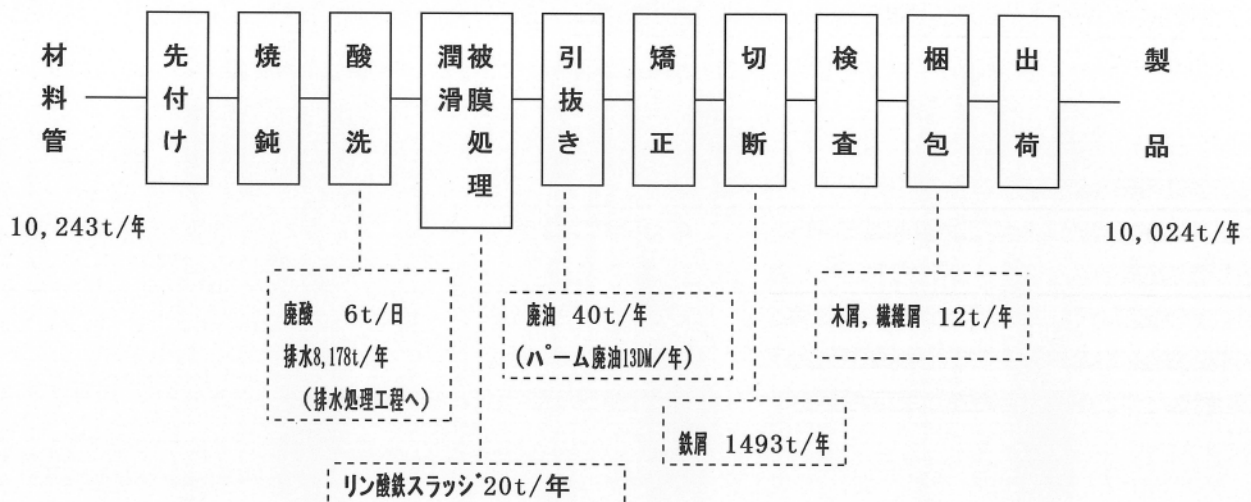 材料管
先付け
焼鈍
酸洗
潤滑
被膜処理
引抜き
矯正
切断
検査
梱包
出荷
製品
10,243t/年
10,024t/年
廃酸 6t/日
排水8,178t/年
(排水処理工程へ)
廃油 40t/年
(パーム廃油13DM/年)
木屑,繊維屑 12t/年
鉄屑 1493t/年
リン酸鉄スラッジ20t/年